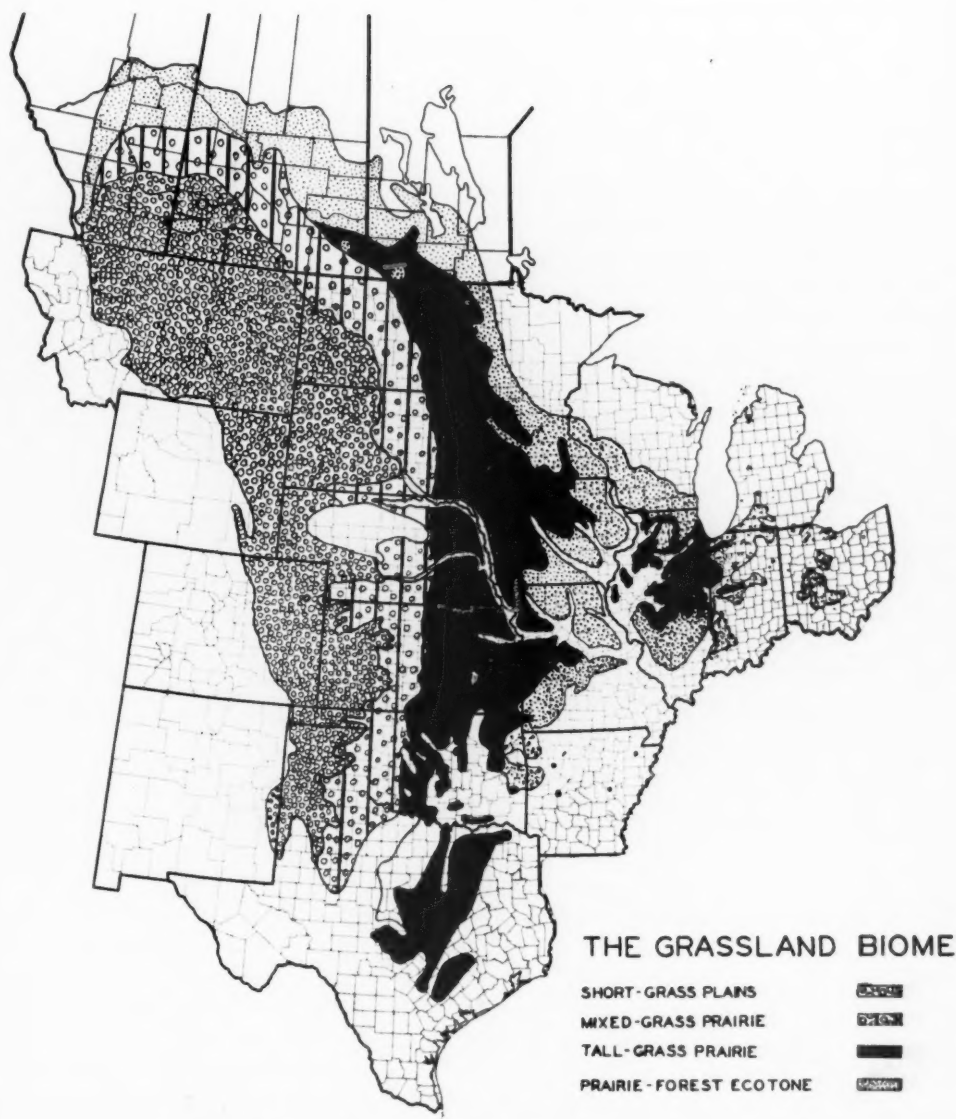 THE GRASSLAND BIOME
SHORT-GRASS PLAINS
MIXED-GRASS PRAIRIE
TALL-GRASS PRAIRIE
PRAIRIE-FOREST ECOTONE